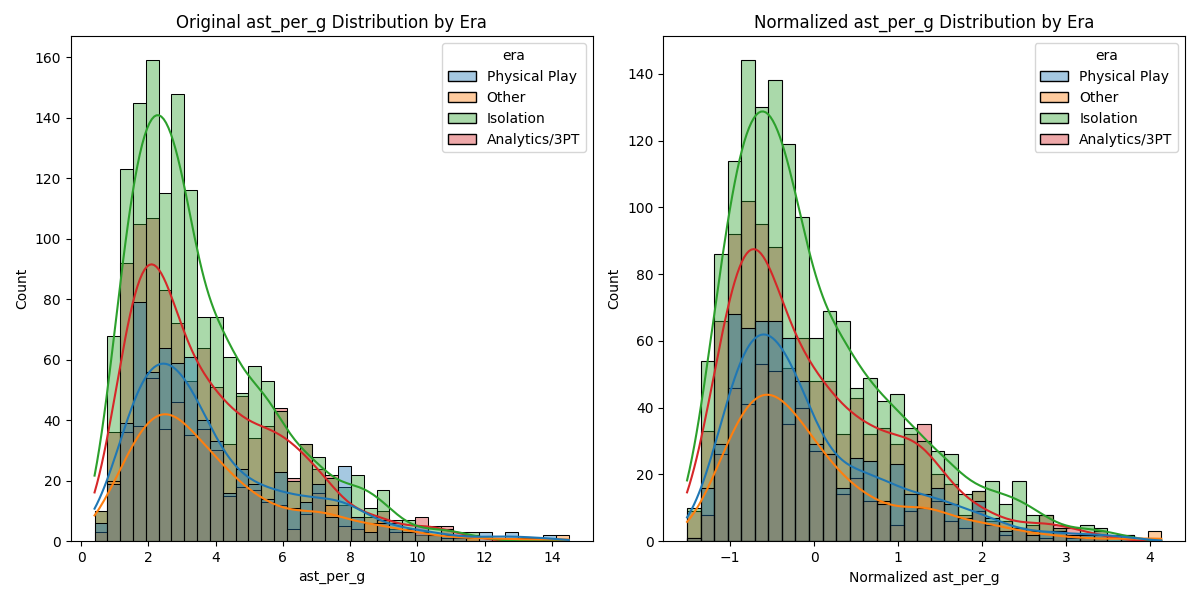 Original ast_per_g Distribution by Era
160
140
120
100
80
60
40
20
0
Count
0 2 4 6 8 10 12 14
ast_per_g
era
Physical Play
Other
Isolation
Analytics/3PT
Normalized ast_per_g Distribution by Era
140
120
100
80
60
40
20
0
Count
−1 0 1 2 3 4
Normalized ast_per_g
era
Physical Play
Other
Isolation
Analytics/3PT